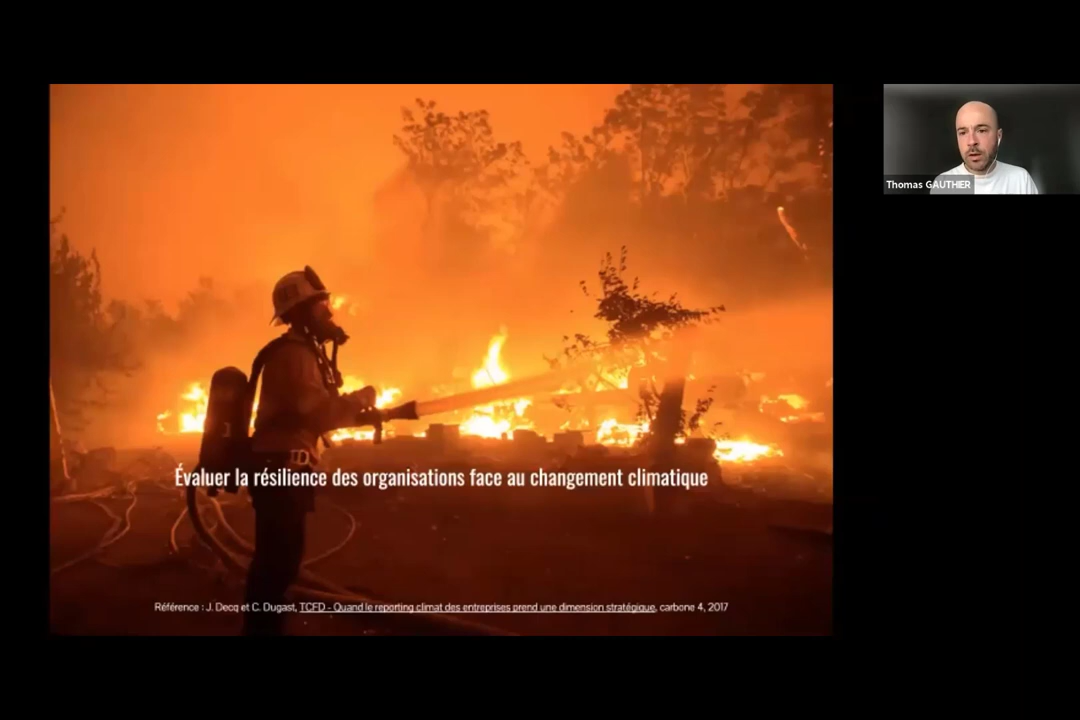 Thomas GAUTHIER
Évaluer la résilience des organisations face au changement climatique
Référence : J. Decq et C. Dugast, TCFD - Quand le reporting climat des entreprises prend une dimension stratégique, carbone 4, 2017